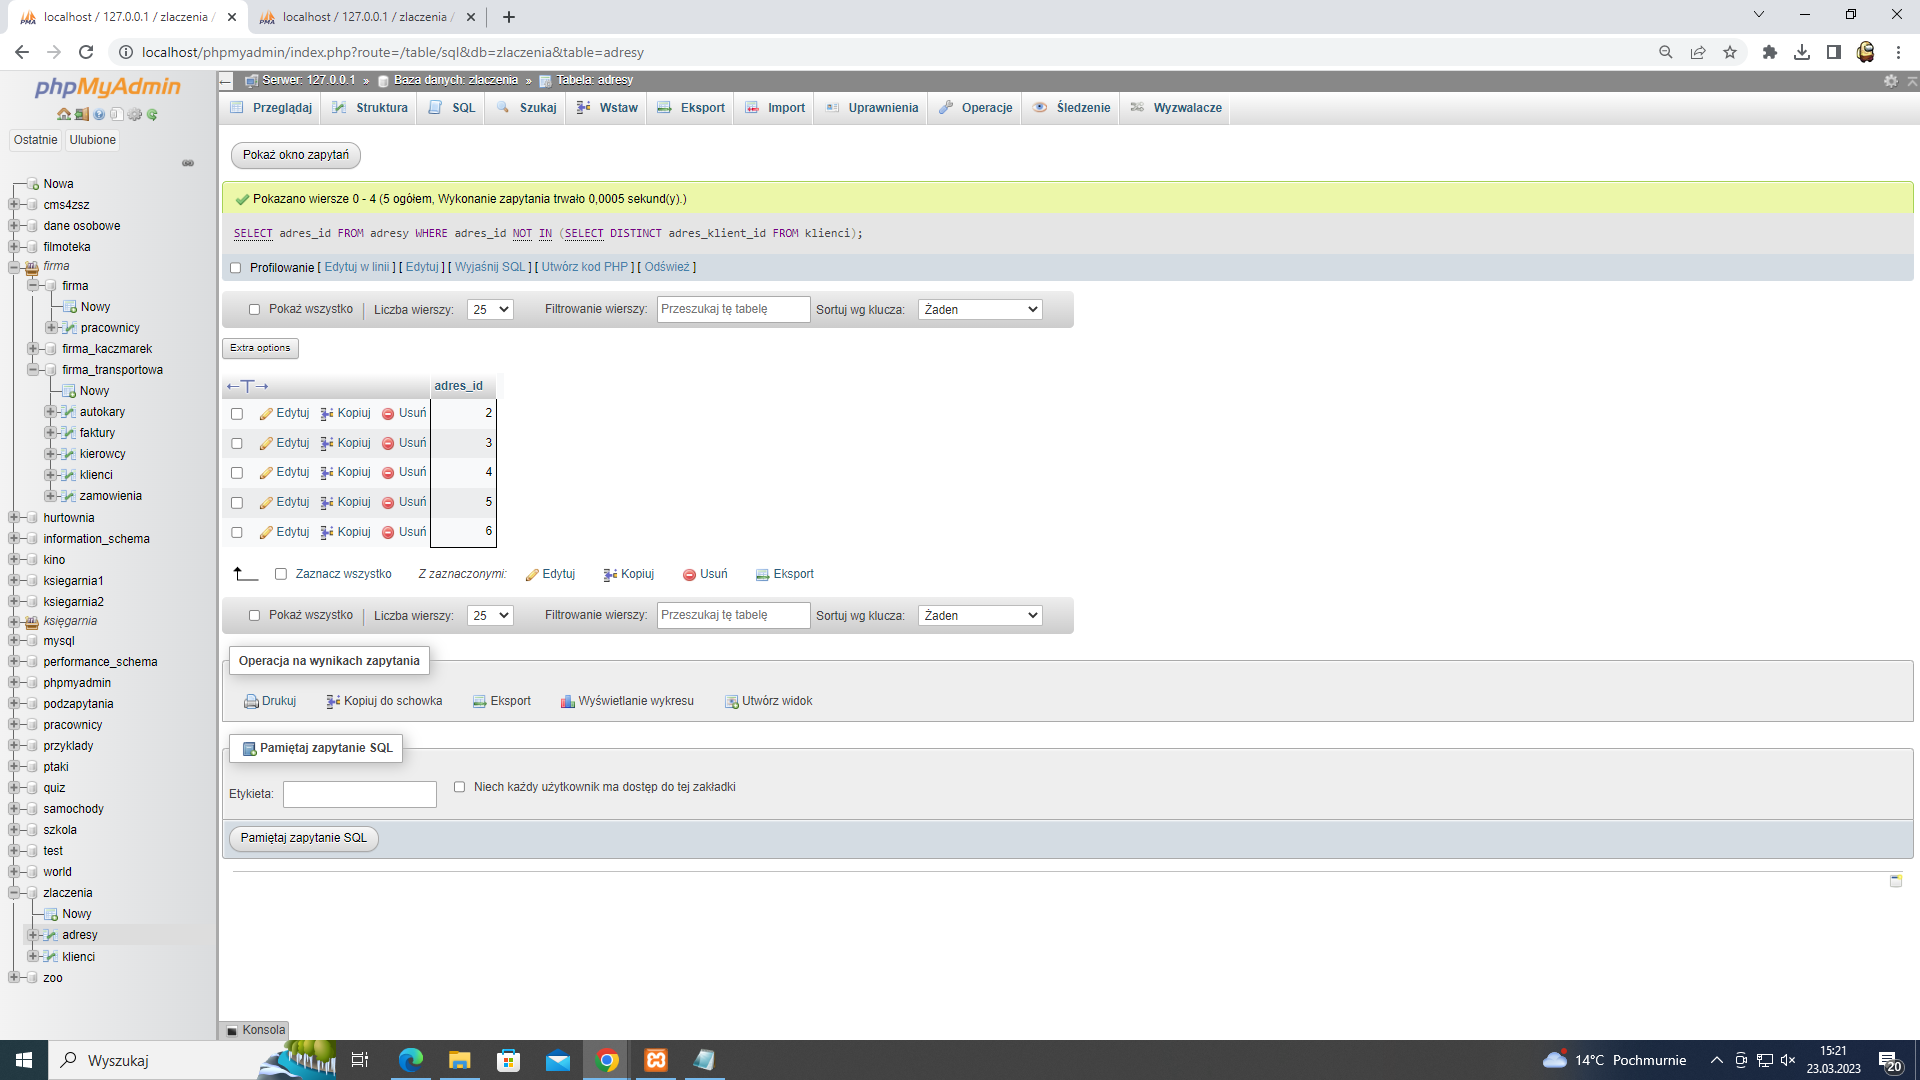 localhost / 127.0.0.1 / zlaczenia /
localhost / 127.0.0.1 / zlaczenia /
localhost/phpmyadmin/index.php?route=/table/sql&db=zlaczenia&table=adresy
phpMyAdmin
Ostatnie Ulubione
Nowa
cms4zsz
dane osobowe
filmoteka
firma
firma
Nowy
pracownicy
firma_kaczmarek
firma_transportowa
Nowy
autokary
faktury
kierowcy
klienci
zamowienia
hurtownia
information_schema
kino
ksiegarnia1
ksiegarnia2
księgarnia
mysql
performance_schema
phpmyadmin
podzapytania
pracownicy
przyklady
ptaki
quiz
samochody
szkola
test
world
zlaczenia
Nowy
adresy
klienci
zoo
Serwer: 127.0.0.1 » Baza danych: zlaczenia » Tabela: adresy
Przeglądaj Struktura SQL Szukaj Wstaw Eksport Import Uprawnienia Operacje Śledzenie Wyzwalacze
Pokaż okno zapytań
Pokazano wiersze 0 - 4 (5 ogółem, Wykonanie zapytania trwało 0,0005 sekund(y).)
SELECT adres_id FROM adresy WHERE adres_id NOT IN (SELECT DISTINCT adres_klient_id FROM klienci);
Profilowanie [ Edytuj w linii ] [ Edytuj ] [ Wyjaśnij SQL ] [ Utwórz kod PHP ] [ Odśwież ]
Pokaż wszystko Liczba wierszy: 25 Filtrowanie wierszy: Przeszukaj tę tabelę Sortuj wg klucza: Żaden
Extra options
←T→ adres_id
Edytuj Kopiuj Usuń 2
Edytuj Kopiuj Usuń 3
Edytuj Kopiuj Usuń 4
Edytuj Kopiuj Usuń 5
Edytuj Kopiuj Usuń 6
Zaznacz wszystko Z zaznaczonymi: Edytuj Kopiuj Usuń Eksport
Pokaż wszystko Liczba wierszy: 25 Filtrowanie wierszy: Przeszukaj tę tabelę Sortuj wg klucza: Żaden
Operacja na wynikach zapytania
Drukuj Kopiuj do schowka Eksport Wyświetlanie wykresu Utwórz widok
Pamiętaj zapytanie SQL
Etykieta: Niech każdy użytkownik ma dostęp do tej zakładki
Pamiętaj zapytanie SQL
Konsola
Wyszukaj
14°C Pochmurnie
15:21
23.03.2023
20